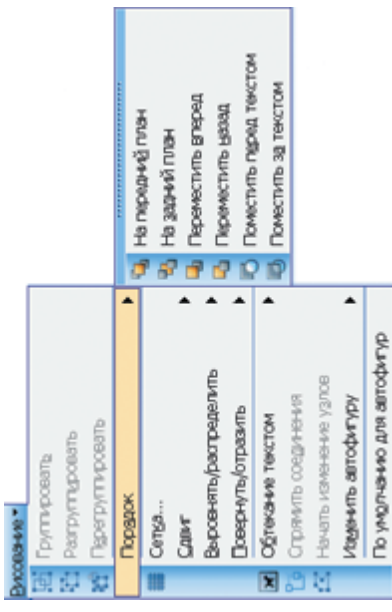 Рисование
Группировать
Разгруппировать
Перегруппировать
Порядок
Сетка...
Сдвиг
Выровнять/распределить
Повернуть/отразить
Обтекание текстом
Спрямить соединения
Начать изменение узлов
Изменить автофигуру
По умолчанию для автофигур
На передний план
На задний план
Переместить вперед
Переместить назад
Поместить перед текстом
Поместить за текстом